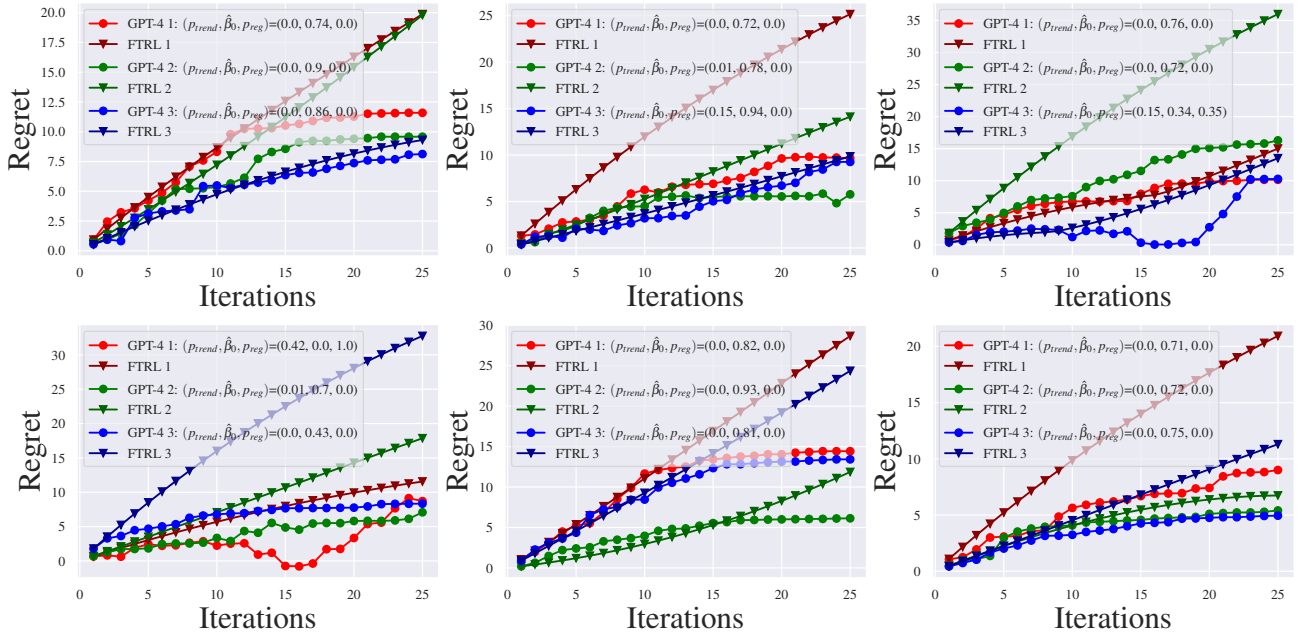 GPT-4 1: (p_trend, β̂_0, p_reg)=(0.0, 0.74, 0.0)
FTRL 1
GPT-4 2: (p_trend, β̂_0, p_reg)=(0.0, 0.9, 0.0)
FTRL 2
GPT-4 3: (p_trend, β̂_0, p_reg)=(0.0, 0.86, 0.0)
FTRL 3
20.0
17.5
15.0
12.5
10.0
7.5
5.0
2.5
0.0
Regret
0 5 10 15 20 25
Iterations
GPT-4 1: (p_trend, β̂_0, p_reg)=(0.0, 0.72, 0.0)
FTRL 1
GPT-4 2: (p_trend, β̂_0, p_reg)=(0.01, 0.78, 0.0)
FTRL 2
GPT-4 3: (p_trend, β̂_0, p_reg)=(0.15, 0.94, 0.0)
FTRL 3
25
20
15
10
5
0
Regret
0 5 10 15 20 25
Iterations
GPT-4 1: (p_trend, β̂_0, p_reg)=(0.0, 0.76, 0.0)
FTRL 1
GPT-4 2: (p_trend, β̂_0, p_reg)=(0.0, 0.72, 0.0)
FTRL 2
GPT-4 3: (p_trend, β̂_0, p_reg)=(0.15, 0.34, 0.35)
FTRL 3
35
30
25
20
15
10
5
0
Regret
0 5 10 15 20 25
Iterations
GPT-4 1: (p_trend, β̂_0, p_reg)=(0.42, 0.0, 1.0)
FTRL 1
GPT-4 2: (p_trend, β̂_0, p_reg)=(0.01, 0.7, 0.0)
FTRL 2
GPT-4 3: (p_trend, β̂_0, p_reg)=(0.0, 0.43, 0.0)
FTRL 3
30
25
20
15
10
5
0
Regret
0 5 10 15 20 25
Iterations
GPT-4 1: (p_trend, β̂_0, p_reg)=(0.0, 0.82, 0.0)
FTRL 1
GPT-4 2: (p_trend, β̂_0, p_reg)=(0.0, 0.93, 0.0)
FTRL 2
GPT-4 3: (p_trend, β̂_0, p_reg)=(0.0, 0.81, 0.0)
FTRL 3
30
25
20
15
10
5
0
Regret
0 5 10 15 20 25
Iterations
GPT-4 1: (p_trend, β̂_0, p_reg)=(0.0, 0.71, 0.0)
FTRL 1
GPT-4 2: (p_trend, β̂_0, p_reg)=(0.0, 0.72, 0.0)
FTRL 2
GPT-4 3: (p_trend, β̂_0, p_reg)=(0.0, 0.75, 0.0)
FTRL 3
20
15
10
5
0
Regret
0 5 10 15 20 25
Iterations